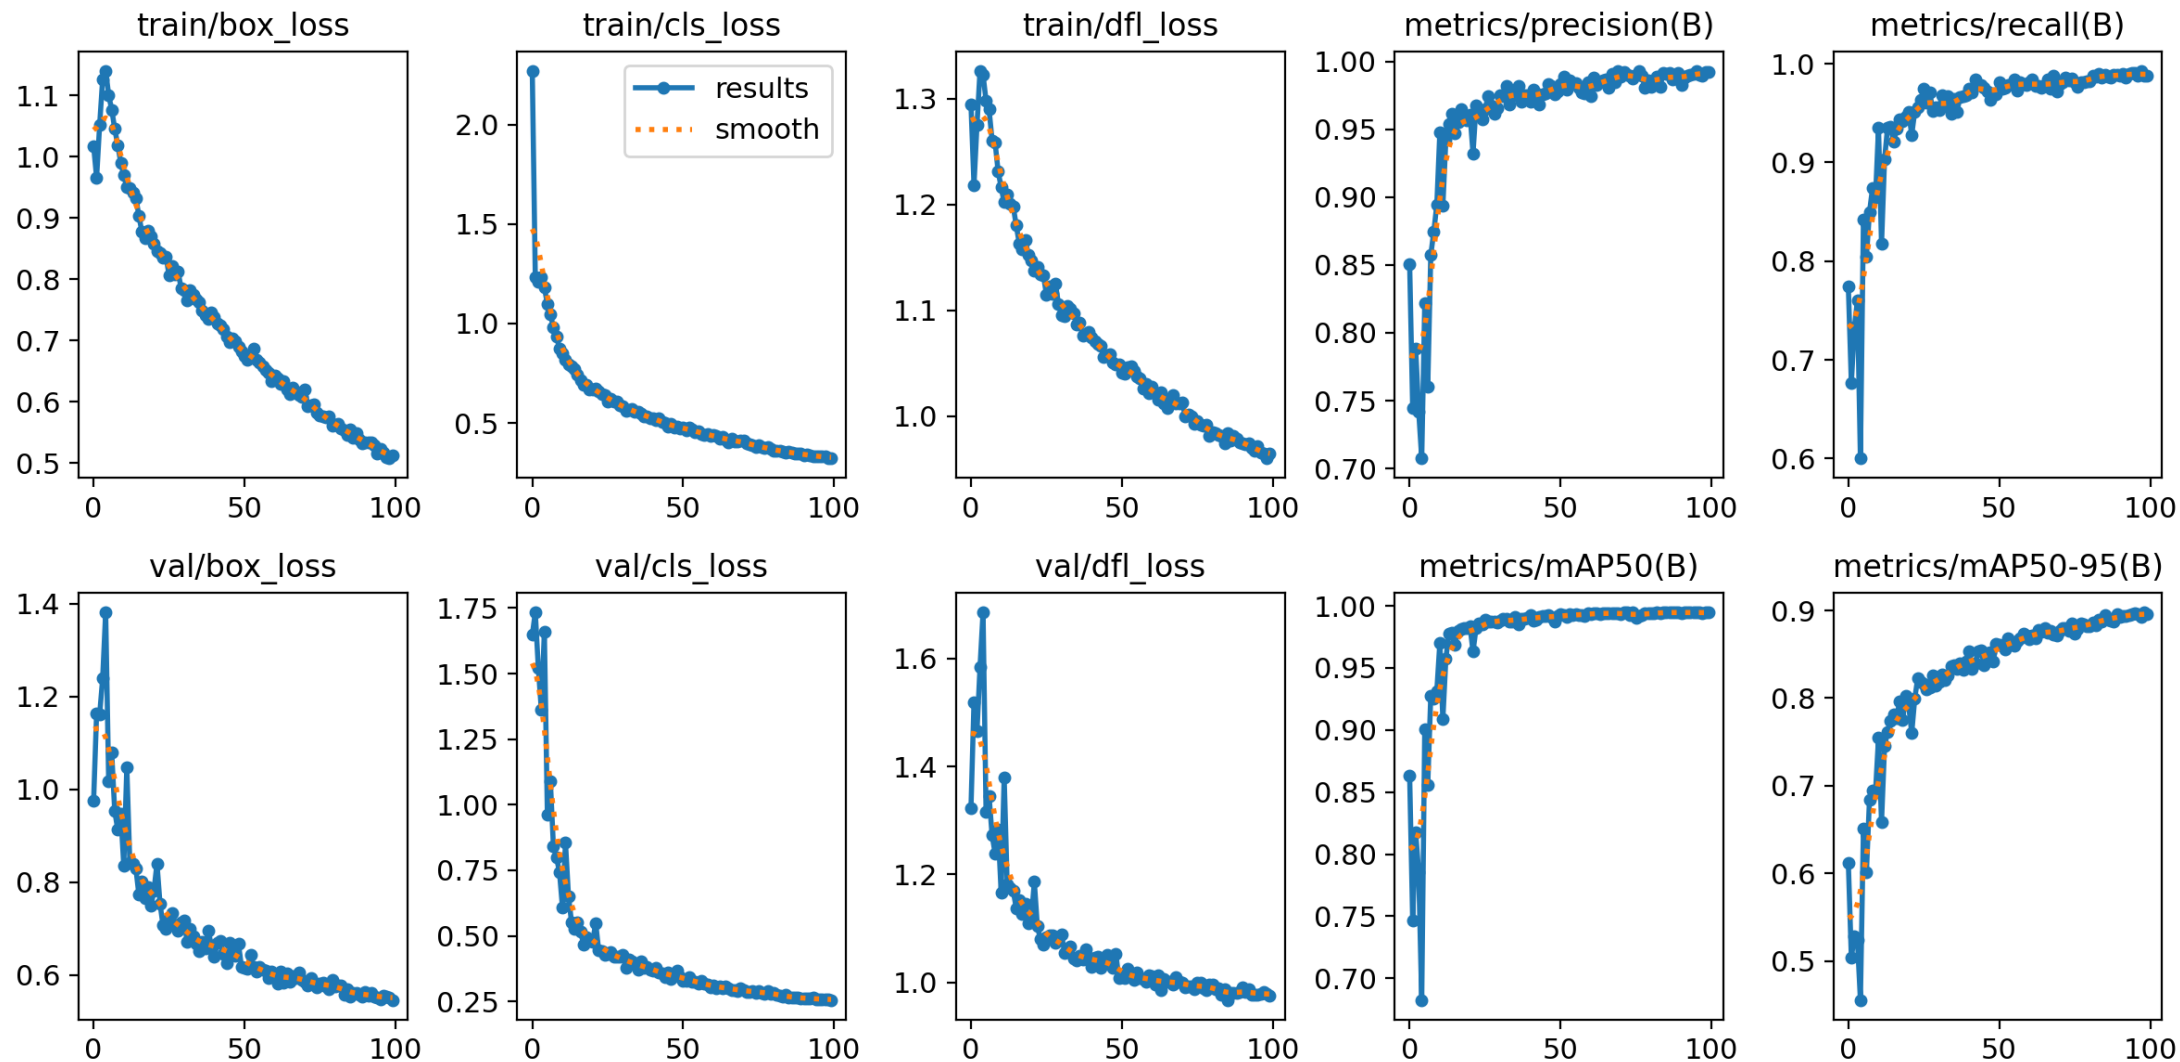 train/box_loss
train/cls_loss
train/dfl_loss
metrics/precision(B)
metrics/recall(B)
1.1
1.0
0.9
0.8
0.7
0.6
0.5
0 50 100
results
smooth
2.0
1.5
1.0
0.5
0 50 100
1.3
1.2
1.1
1.0
0 50 100
1.00
0.95
0.90
0.85
0.80
0.75
0.70
0 50 100
1.0
0.9
0.8
0.7
0.6
0 50 100
val/box_loss
val/cls_loss
val/dfl_loss
metrics/mAP50(B)
metrics/mAP50-95(B)
1.4
1.2
1.0
0.8
0.6
0 50 100
1.75
1.50
1.25
1.00
0.75
0.50
0.25
0 50 100
1.6
1.4
1.2
1.0
0 50 100
1.00
0.95
0.90
0.85
0.80
0.75
0.70
0 50 100
0.9
0.8
0.7
0.6
0.5
0 50 100